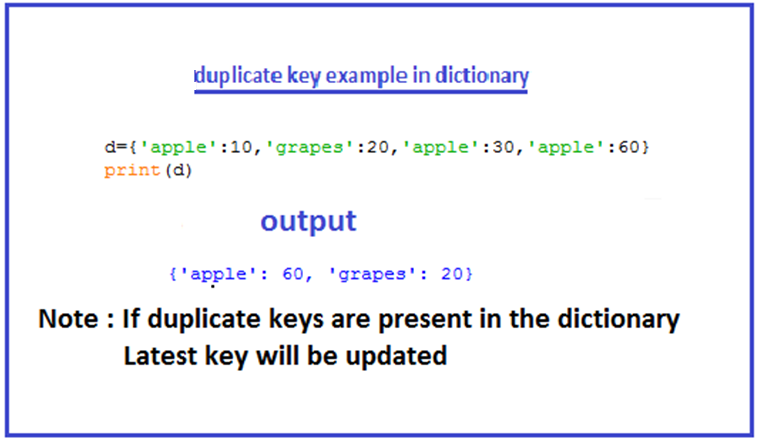 duplicate key example in dictionary
d={'apple':10,'grapes':20,'apple':30,'apple':60}
print(d)
output
{'apple': 60, 'grapes': 20}
Note : If duplicate keys are present in the dictionary
Latest key will be updated